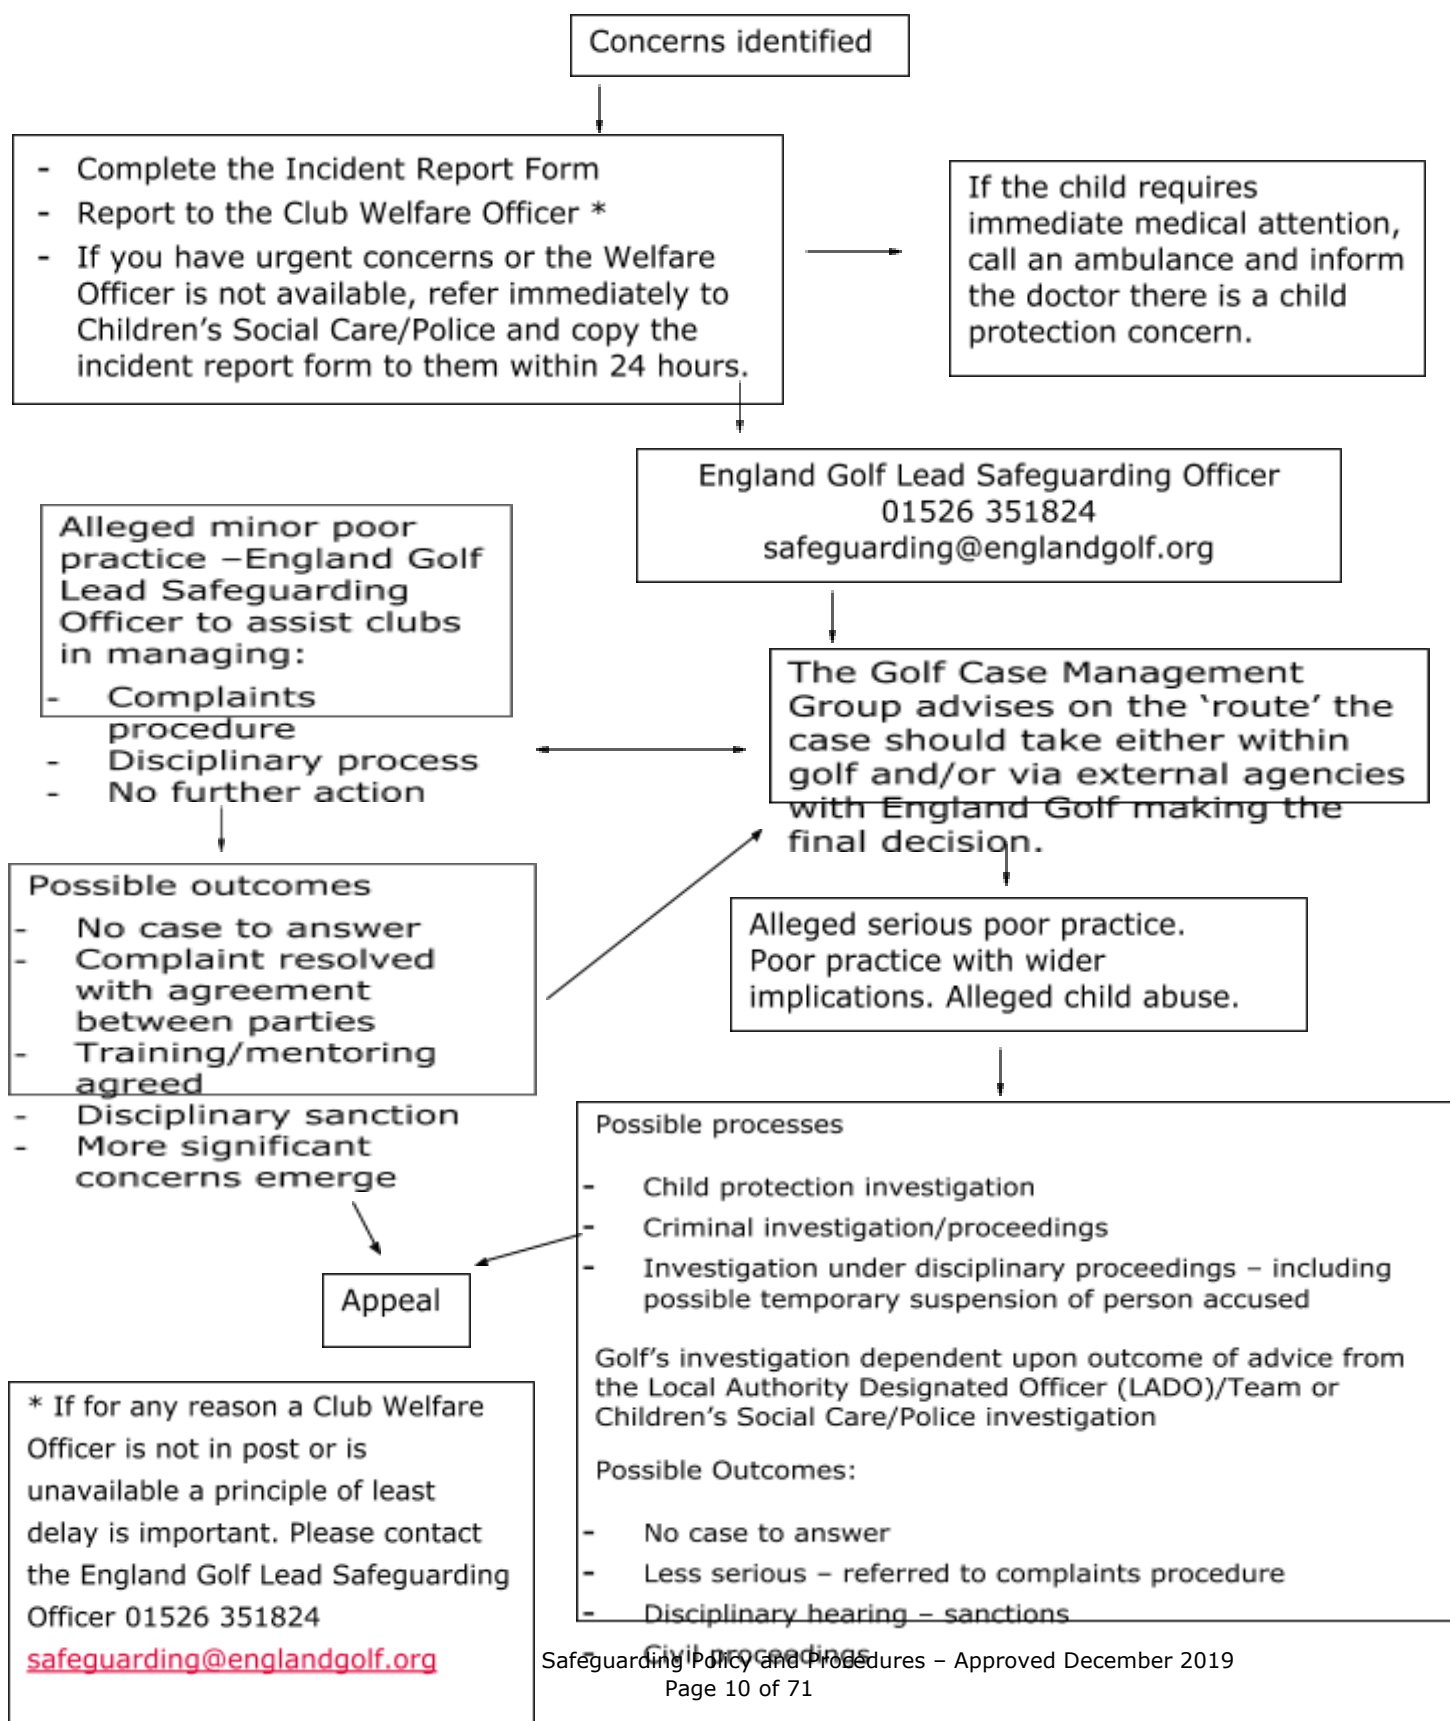 Concerns identified
- Complete the Incident Report Form
- Report to the Club Welfare Officer *
- If you have urgent concerns or the Welfare
Officer is not available, refer immediately to
Children’s Social Care/Police and copy the
incident report form to them within 24 hours.
If the child requires
immediate medical attention,
call an ambulance and inform
the doctor there is a child
protection concern.
England Golf Lead Safeguarding Officer
01526 351824
safeguarding@englandgolf.org
Alleged minor poor
practice –England Golf
Lead Safeguarding
Officer to assist clubs
in managing:
- Complaints
procedure
- Disciplinary process
- No further action
The Golf Case Management
Group advises on the ‘route’ the
case should take either within
golf and/or via external agencies
with England Golf making the
final decision.
Possible outcomes
- No case to answer
- Complaint resolved
with agreement
between parties
- Training/mentoring
agreed
- Disciplinary sanction
- More significant
concerns emerge
Alleged serious poor practice.
Poor practice with wider
implications. Alleged child abuse.
Possible processes
- Child protection investigation
- Criminal investigation/proceedings
- Investigation under disciplinary proceedings – including
possible temporary suspension of person accused
Golf’s investigation dependent upon outcome of advice from
the Local Authority Designated Officer (LADO)/Team or
Children’s Social Care/Police investigation
Possible Outcomes:
- No case to answer
- Less serious – referred to complaints procedure
- Disciplinary hearing – sanctions
- Civil proceedings
Appeal
* If for any reason a Club Welfare
Officer is not in post or is
unavailable a principle of least
delay is important. Please contact
the England Golf Lead Safeguarding
Officer 01526 351824
safeguarding@englandgolf.org
Safeguarding Policy and Procedures – Approved December 2019
Page 10 of 71